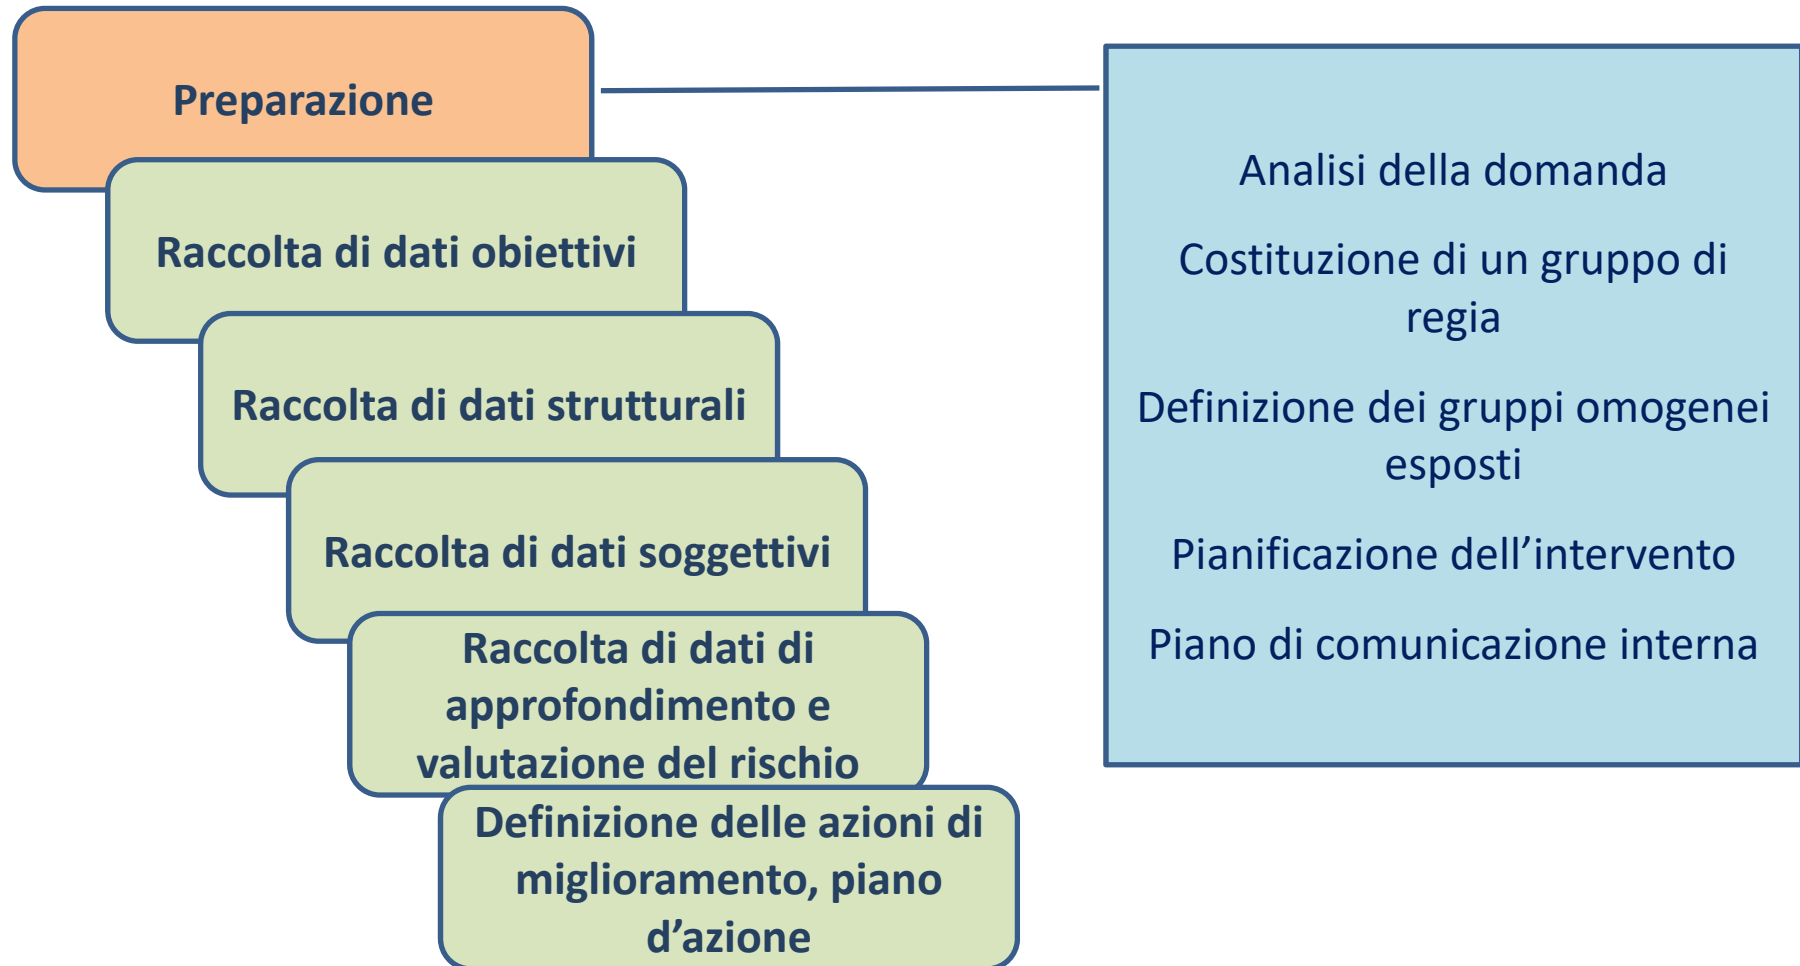 Preparazione
Raccolta di dati obiettivi
Raccolta di dati strutturali
Raccolta di dati soggettivi
Raccolta di dati di
approfondimento e
valutazione del rischio
Definizione delle azioni di
miglioramento, piano
d’azione
Analisi della domanda
Costituzione di un gruppo di
regia
Definizione dei gruppi omogenei
esposti
Pianificazione dell’intervento
Piano di comunicazione interna